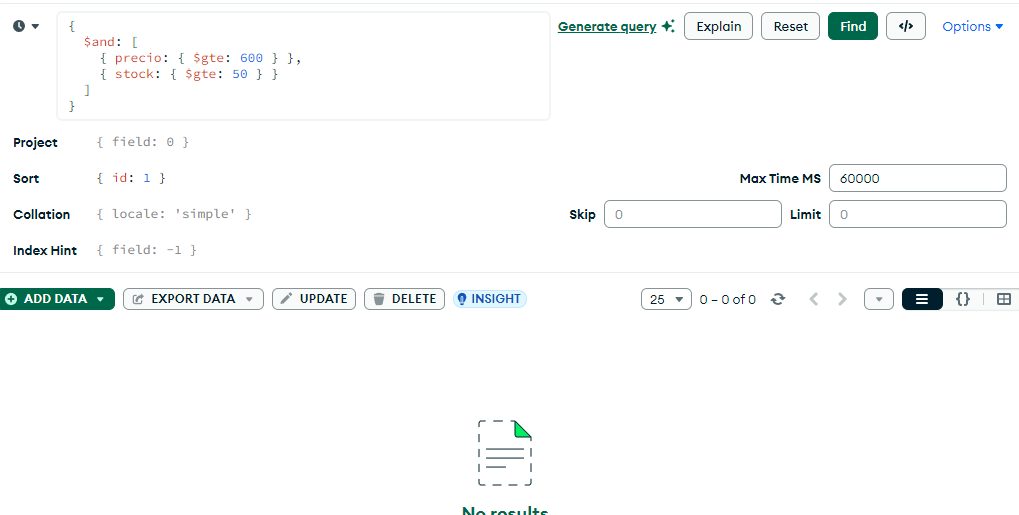 {
$and: [
{ precio: { $gte: 600 } },
{ stock: { $gte: 50 } }
]
}
Generate query
Explain
Reset
Find
</>
Options
Project { field: 0 }
Sort { id: 1 }
Max Time MS 60000
Collation { locale: 'simple' }
Skip 0
Limit 0
Index Hint { field: -1 }
ADD DATA
EXPORT DATA
UPDATE
DELETE
INSIGHT
25
0 – 0 of 0
{}
No results